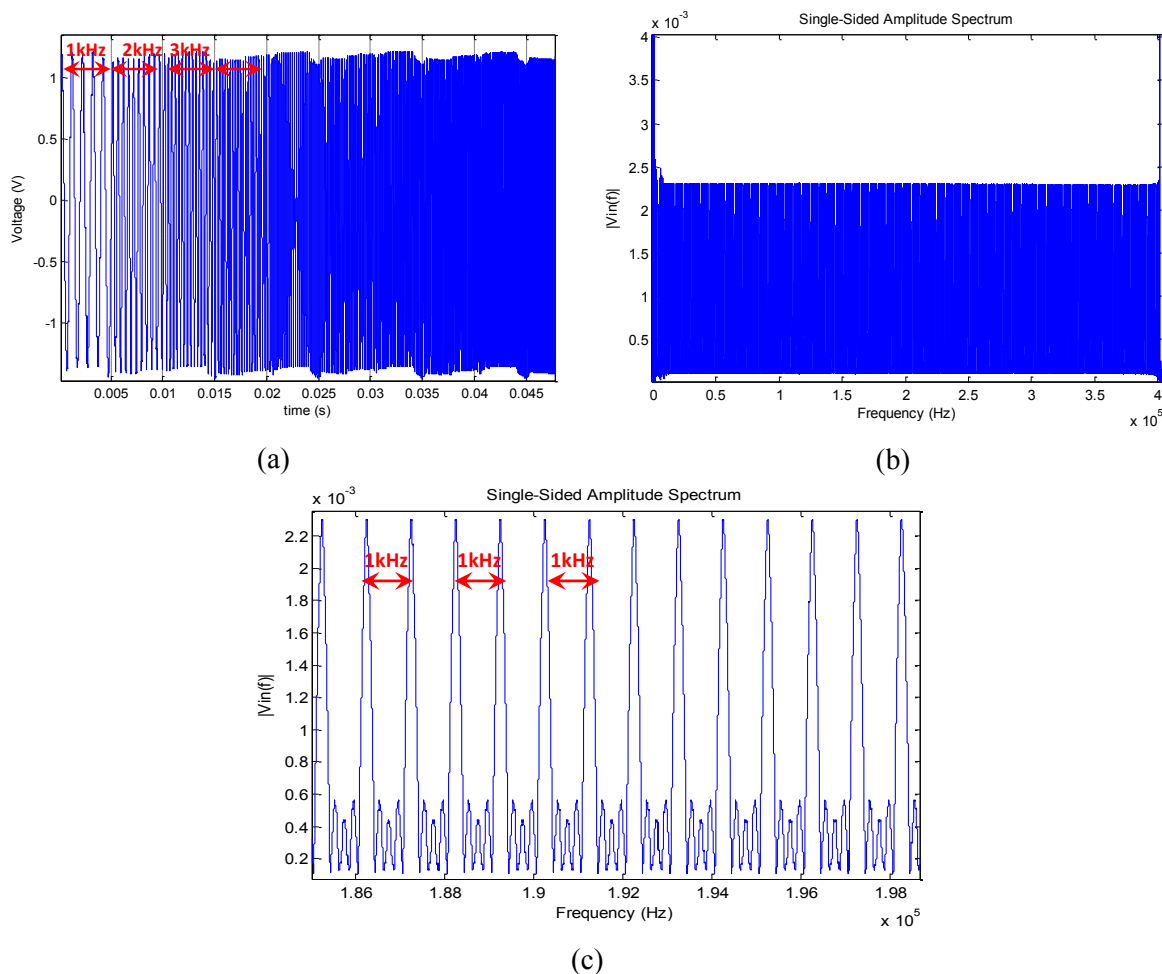 1kHz 2kHz 3kHz
1
0.5
0
-0.5
-1
Voltage (V)
0.005 0.01 0.015 0.02 0.025 0.03 0.035 0.04 0.045
time (s)
(a)
x 10⁻³
Single-Sided Amplitude Spectrum
4
3.5
3
2.5
2
1.5
1
0.5
|Vin(f)|
0 0.5 1 1.5 2 2.5 3 3.5 4
Frequency (Hz)
x 10⁵
(b)
x 10⁻³
Single-Sided Amplitude Spectrum
2.2
2
1.8
1.6
1.4
1.2
1
0.8
0.6
0.4
0.2
|Vin(f)|
1kHz 1kHz 1kHz
1.86 1.88 1.9 1.92 1.94 1.96 1.98
Frequency (Hz)
x 10⁵
(c)